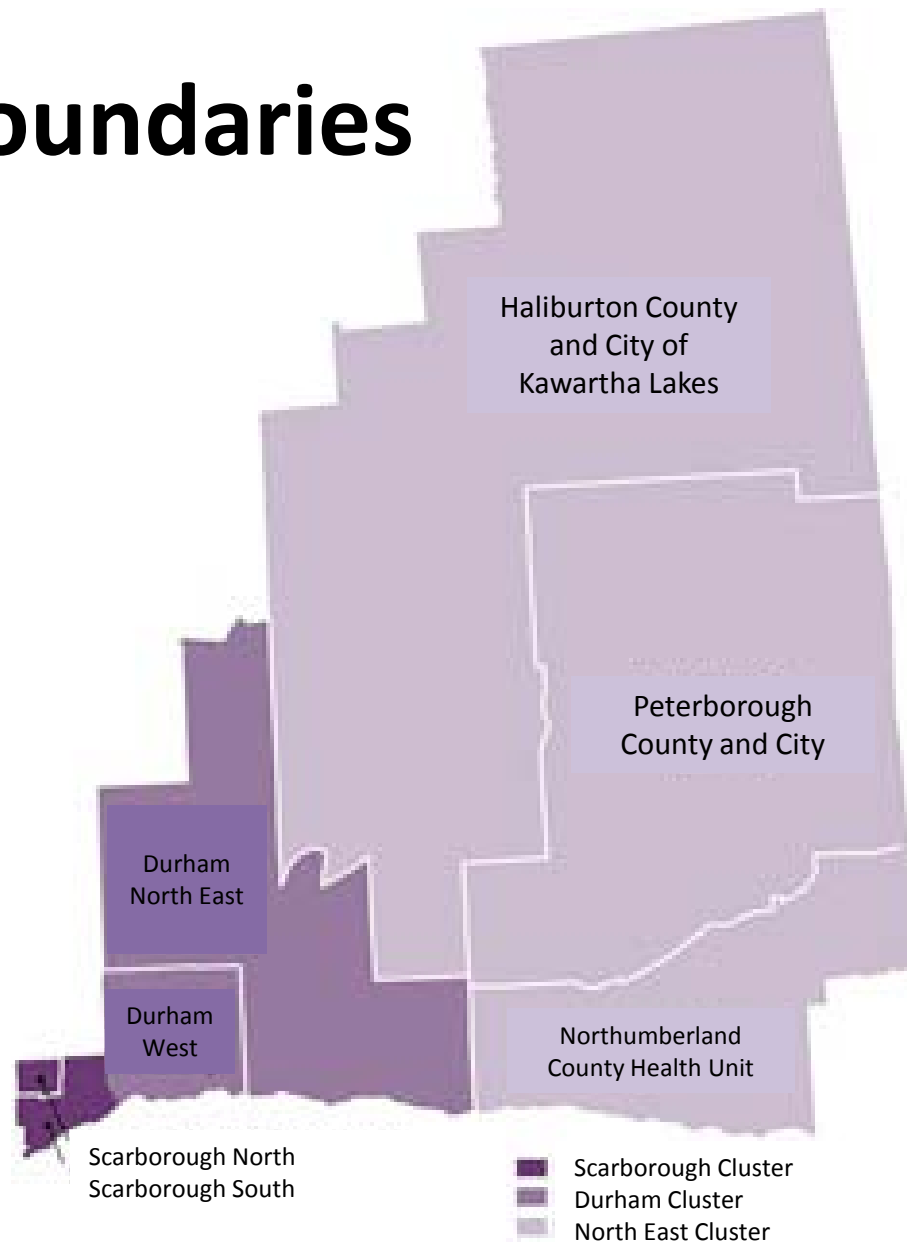 oundaries
Haliburton County
and City of
Kawartha Lakes
Peterborough
County and City
Durham
North East
Durham
West
Northumberland
County Health Unit
Scarborough North
Scarborough South
Scarborough Cluster
Durham Cluster
North East Cluster